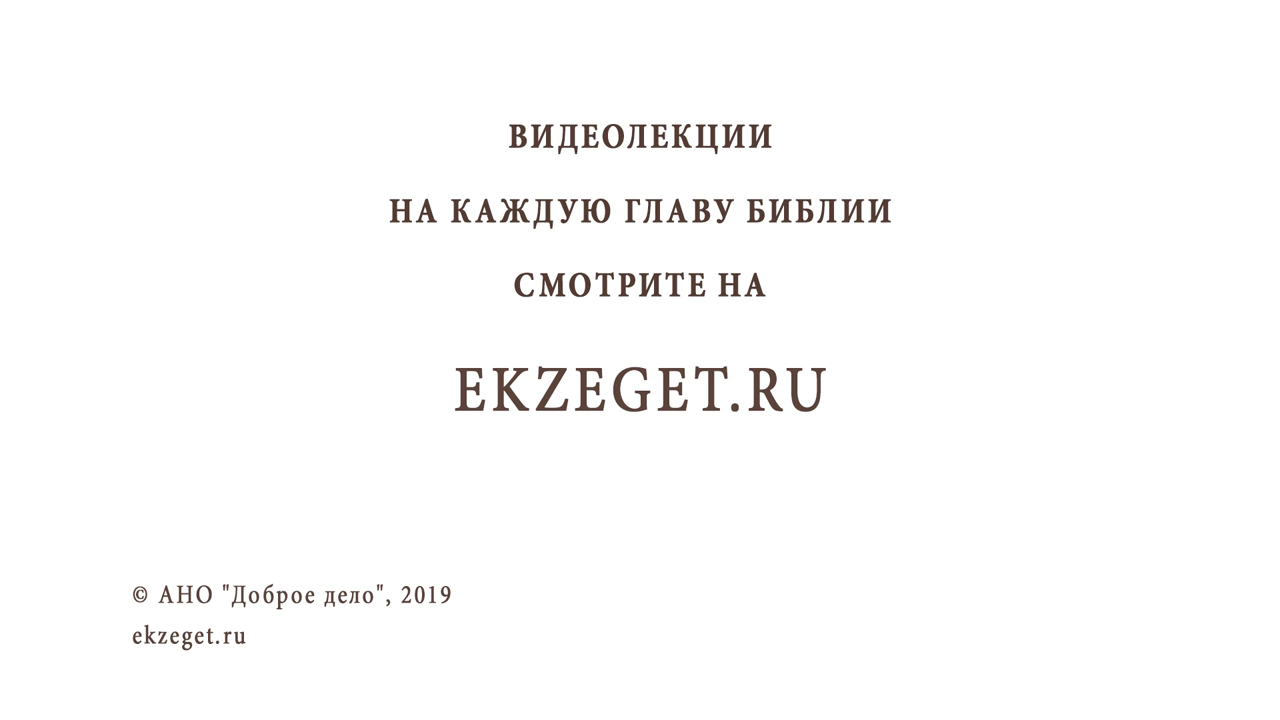 ВИДЕОЛЕКЦИИ
НА КАЖДУЮ ГЛАВУ БИБЛИИ
СМОТРИТЕ НА
EKZEGET.RU
© АНО "Доброе дело", 2019
ekzeget.ru